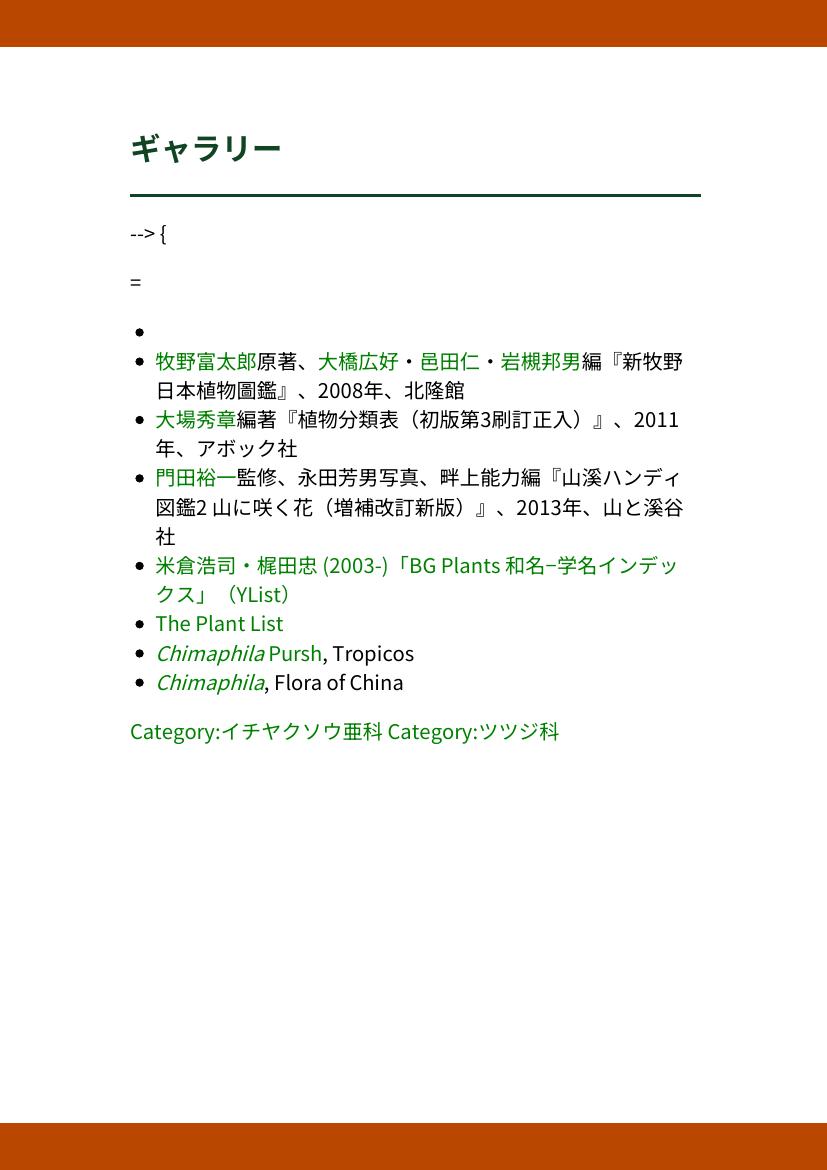 ギャラリー
--> {
=
牧野富太郎原著、大橋広好・邑田仁・岩槻邦男編『新牧野
日本植物圖鑑』、2008年、北隆館
大場秀章編著『植物分類表（初版第3刷訂正入）』、2011
年、アボック社
門田裕一監修、永田芳男写真、畔上能力編『山溪ハンディ
図鑑2 山に咲く花（増補改訂新版）』、2013年、山と溪谷
社
米倉浩司・梶田忠 (2003-)「BG Plants 和名−学名インデッ
クス」（YList）
The Plant List
Chimaphila Pursh, Tropicos
Chimaphila, Flora of China
Category:イチヤクソウ亜科 Category:ツツジ科